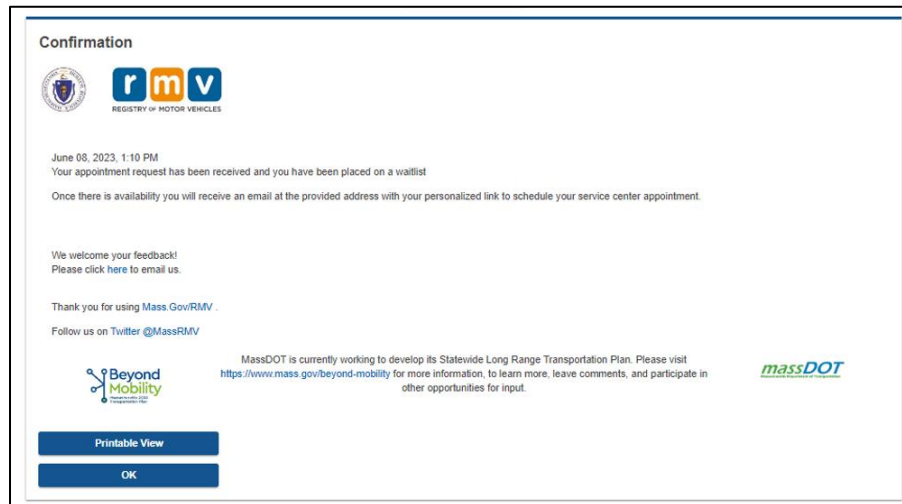 Confirmation
rmv
REGISTRY OF MOTOR VEHICLES
June 08, 2023, 1:10 PM
Your appointment request has been received and you have been placed on a waitlist
Once there is availability you will receive an email at the provided address with your personalized link to schedule your service center appointment.
We welcome your feedback!
Please click here to email us.
Thank you for using Mass.Gov/RMV .
Follow us on Twitter @MassRMV
Beyond
Mobility
MassDOT is currently working to develop its Statewide Long Range Transportation Plan. Please visit
https://www.mass.gov/beyond-mobility for more information, to learn more, leave comments, and participate in
other opportunities for input.
massDOT
Printable View
OK